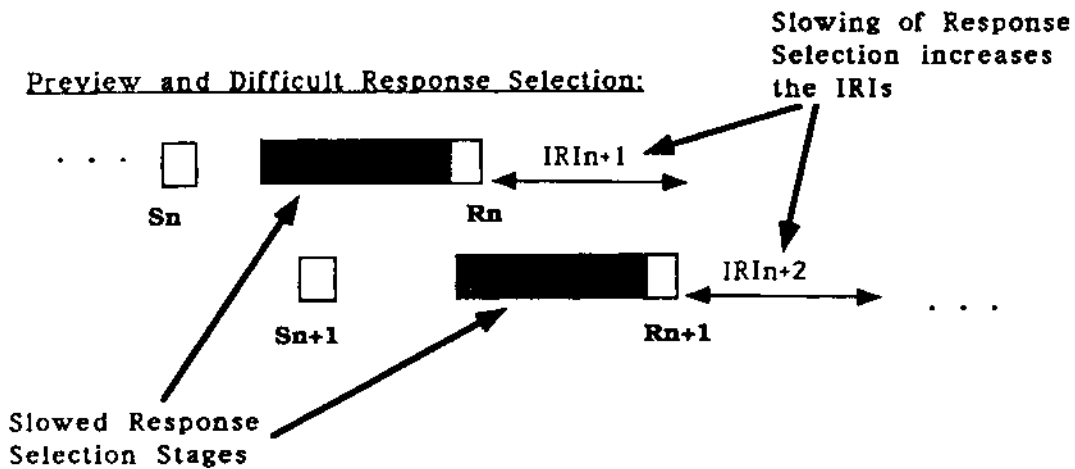 Slowing of Response
Selection increases
the IRIs
Preview and Difficult Response Selection:
. . .
IRIn+1
Sn
Rn
IRIn+2
Sn+1
Rn+1
. . .
Slowed Response
Selection Stages